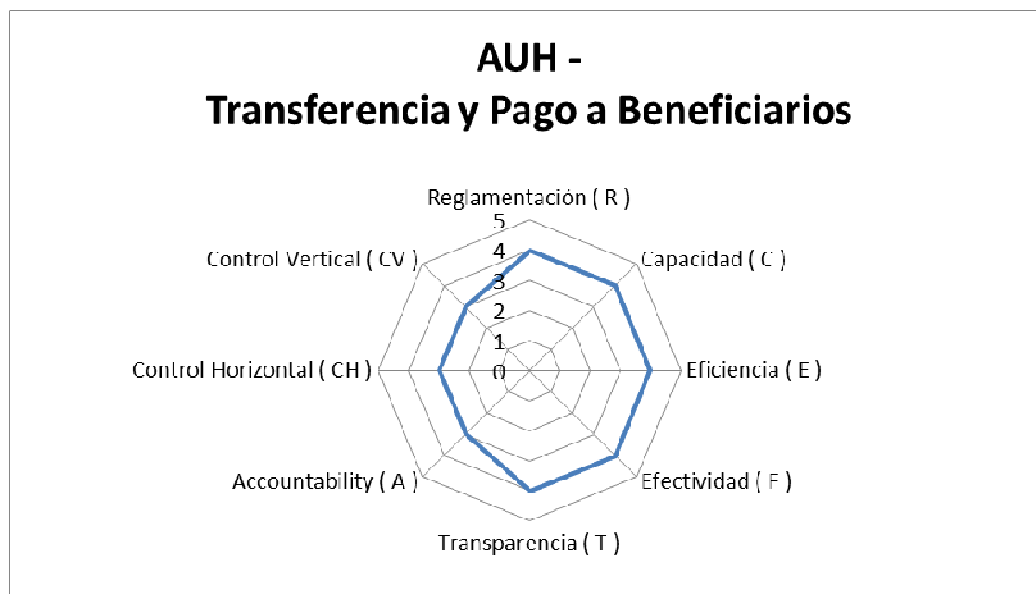 AUH -
Transferencia y Pago a Beneficiarios
Reglamentación ( R )
5
Control Vertical ( CV )
4
Capacidad ( C )
3
2
1
Control Horizontal ( CH )
0
Eficiencia ( E )
Accountability ( A )
Efectividad ( F )
Transparencia ( T )